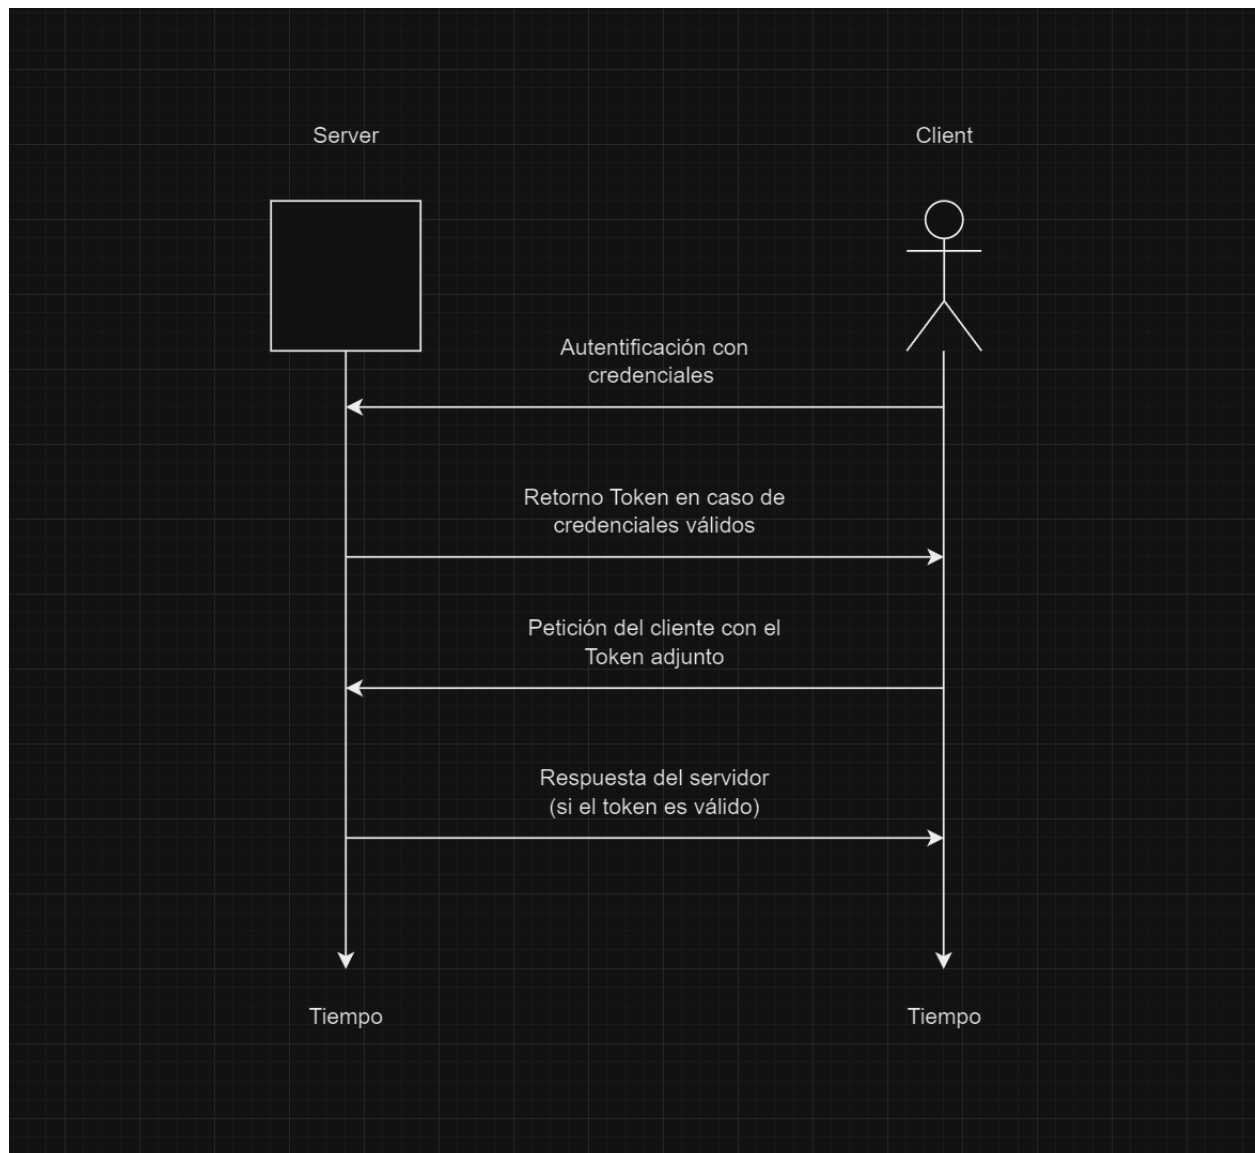 Server
Client
Autentificación con
credenciales
Retorno Token en caso de
credenciales válidos
Petición del cliente con el
Token adjunto
Respuesta del servidor
(si el token es válido)
Tiempo
Tiempo